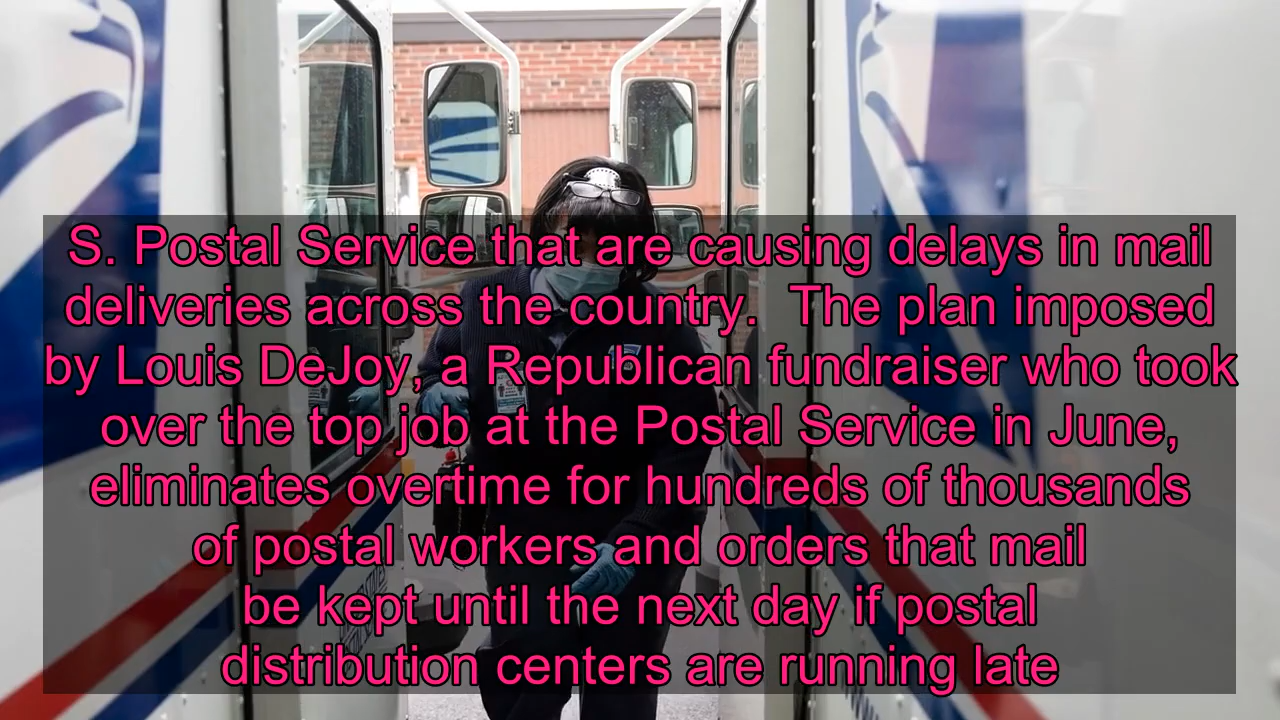 S. Postal Service that are causing delays in mail
deliveries across the country.  The plan imposed
by Louis DeJoy, a Republican fundraiser who took
over the top job at the Postal Service in June,
eliminates overtime for hundreds of thousands
of postal workers and orders that mail
be kept until the next day if postal
distribution centers are running late